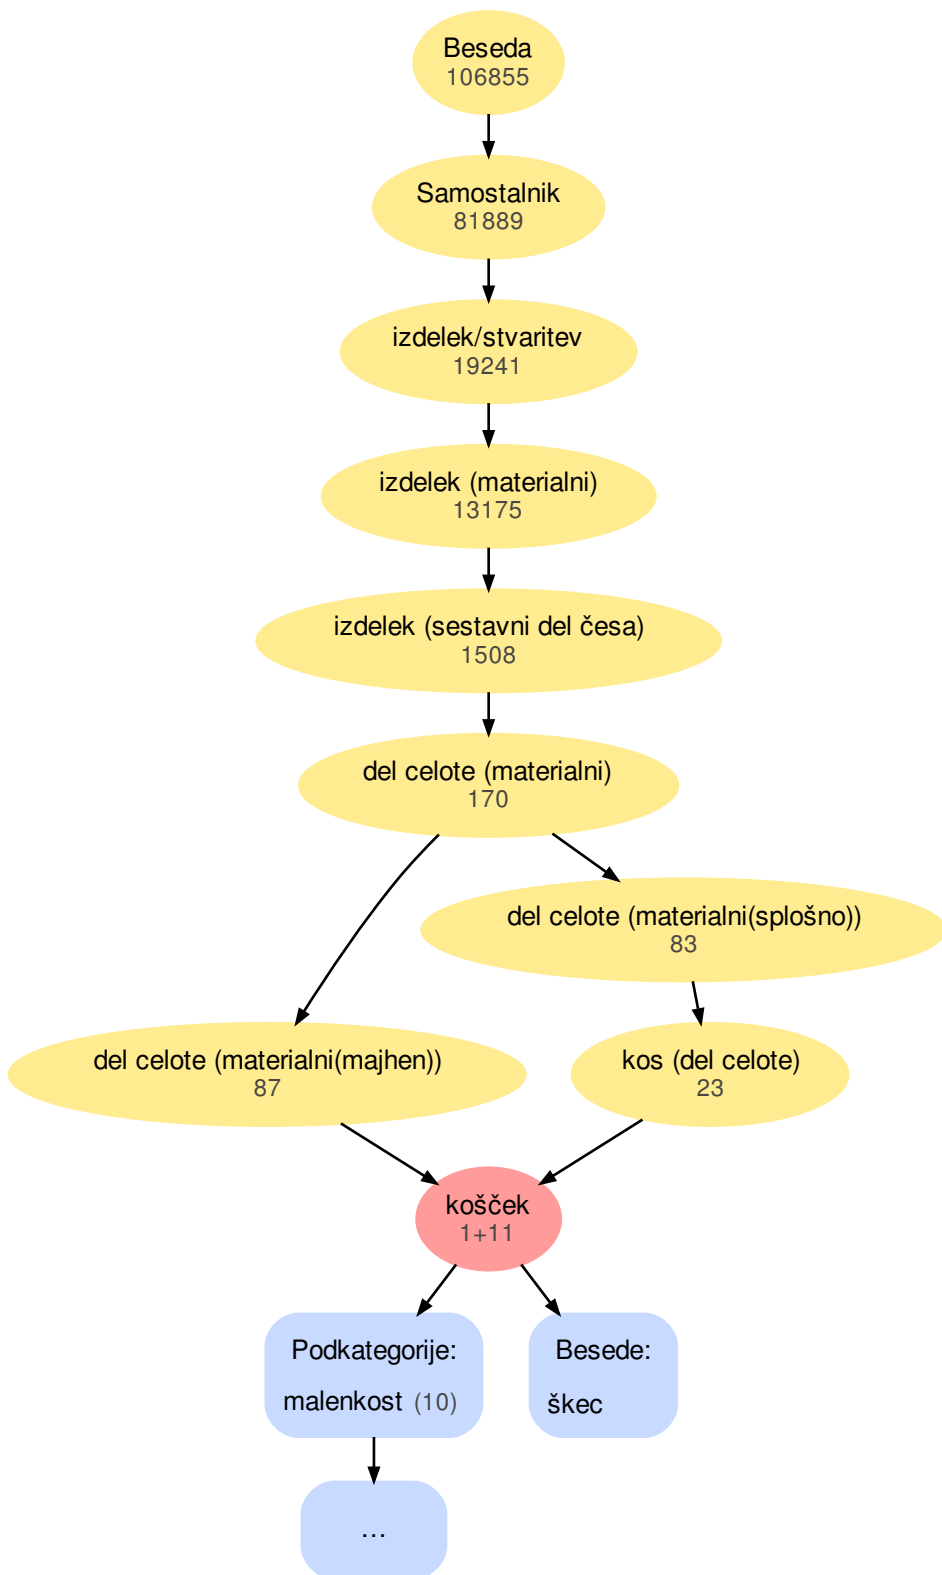 Beseda
106855
Samostalnik
81889
izdelek/stvaritev
19241
izdelek (materialni)
13175
izdelek (sestavni del česa)
1508
del celote (materialni)
170
del celote (materialni(splošno))
83
del celote (materialni(majhen))
87
kos (del celote)
23
košček
1+11
Podkategorije:
malenkost (10)
Besede:
škec
...